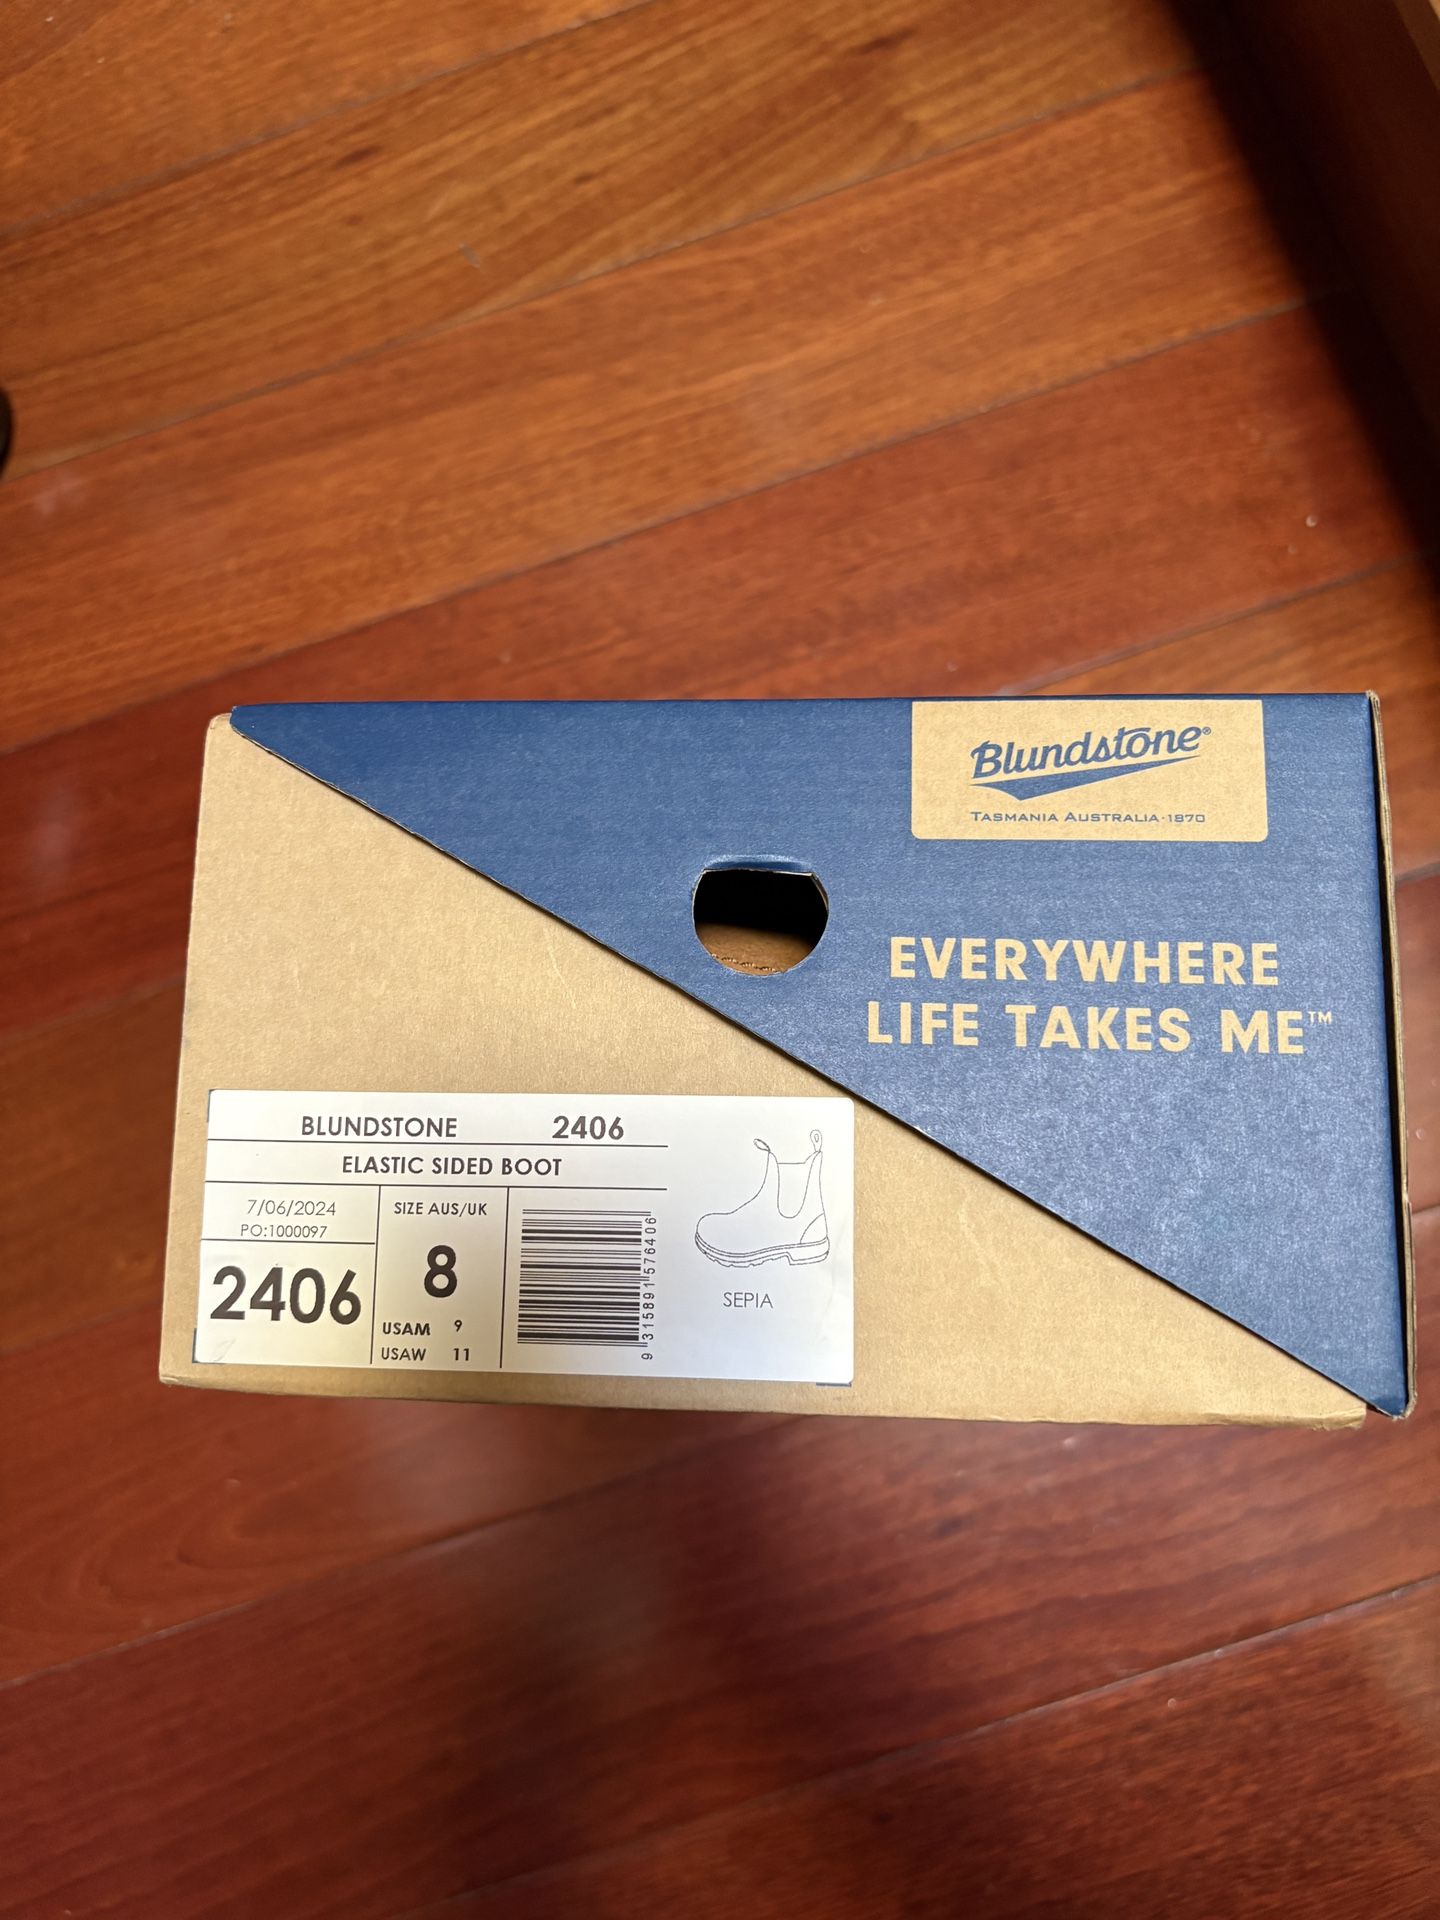 Blundstone®
TASMANIA AUSTRALIA·1870
EVERYWHERE
LIFE TAKES ME™
BLUNDSTONE 2406
ELASTIC SIDED BOOT
7/06/2024
PO:1000097
2406
SIZE AUS/UK
8
USAM 9
USAW 11
9 315891 576406
SEPIA